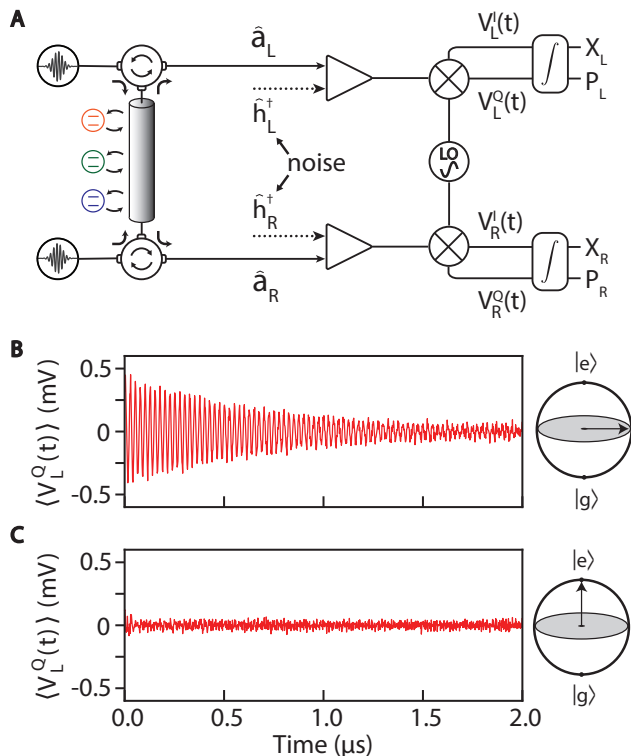 A
â_L
V_L^I(t)
X_L
∫
P_L
V_L^Q(t)
ĥ_L^†
LO
noise
ĥ_R^†
V_R^I(t)
X_R
∫
P_R
â_R
V_R^Q(t)
B
|e⟩
0.5
⟨V_L^Q(t)⟩ (mV)
0
-0.5
|g⟩
C
|e⟩
0.5
⟨V_L^Q(t)⟩ (mV)
0
-0.5
|g⟩
0.0 0.5 1.0 1.5 2.0
Time (μs)